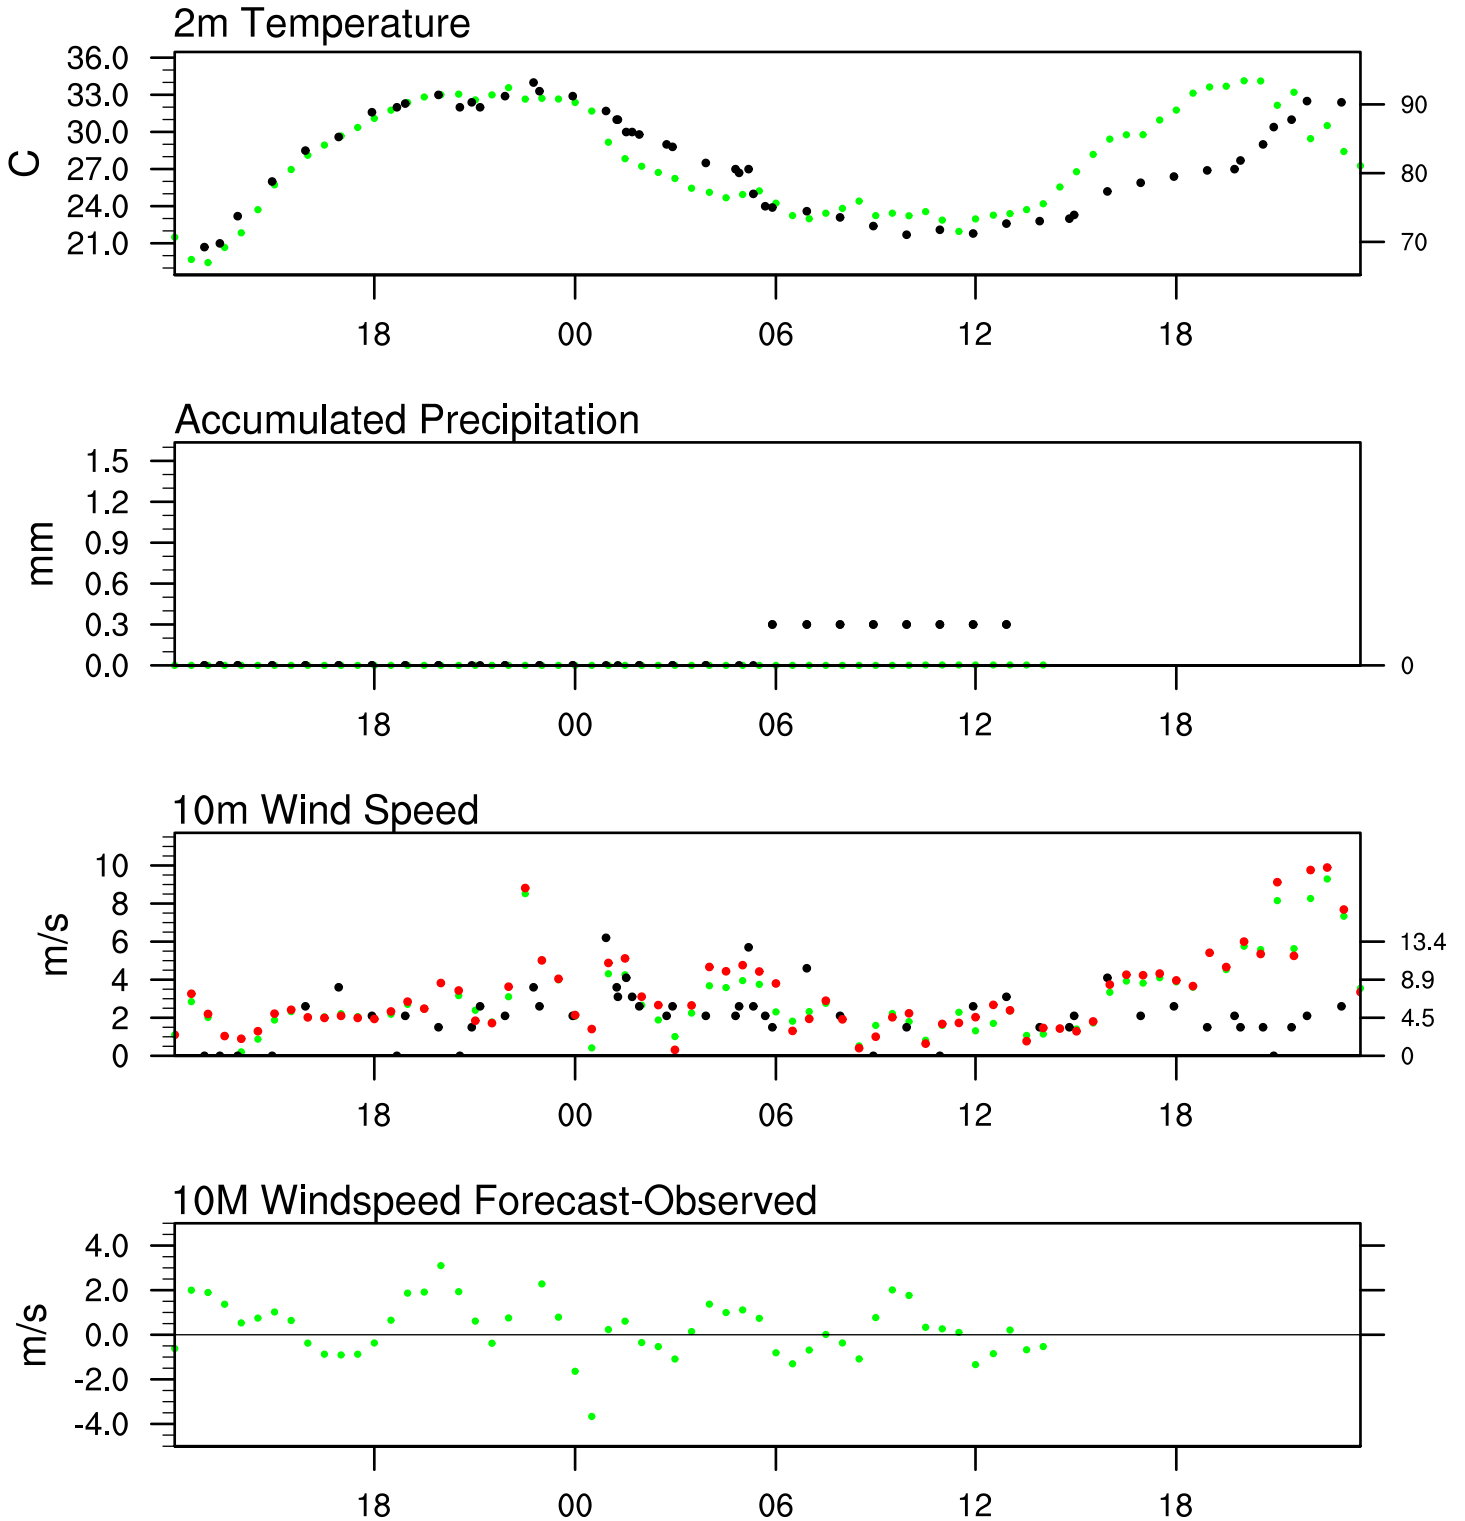 2m Temperature
36.0
33.0
30.0
27.0
24.0
21.0
C
90
80
70
18 00 06 12 18
Accumulated Precipitation
1.5
1.2
0.9
0.6
0.3
0.0
mm
0
18 00 06 12 18
10m Wind Speed
10
8
6
4
2
0
m/s
13.4
8.9
4.5
0
18 00 06 12 18
10M Windspeed Forecast-Observed
4.0
2.0
0.0
-2.0
-4.0
m/s
18 00 06 12 18